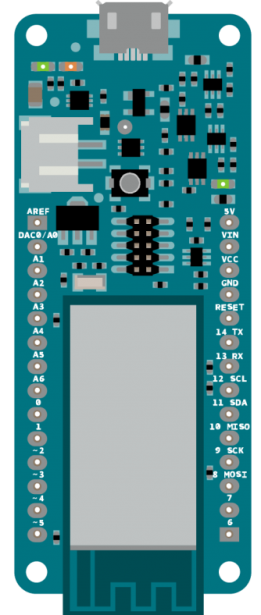 AREF
DAC0/A0
A1
A2
A3
A4
A5
A6
0
1
~2
~3
~4
~5
5V
VIN
VCC
GND
RESET
14 TX
13 RX
12 SCL
11 SDA
10 MISO
9 SCK
8 MOSI
7
6